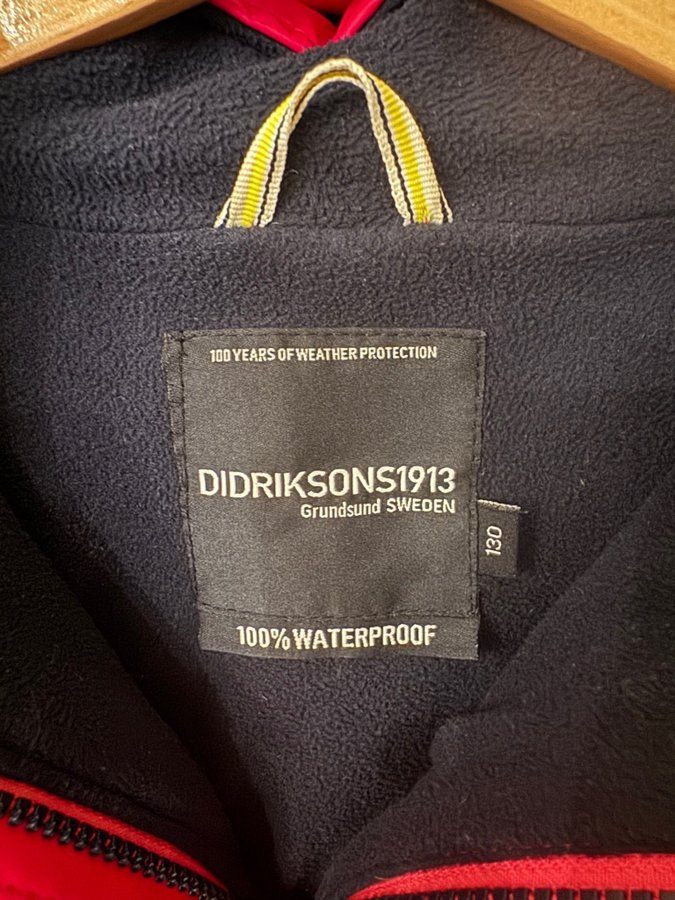 100 YEARS OF WEATHER PROTECTION
DIDRIKSONS1913
Grundsund SWEDEN
130
100% WATERPROOF